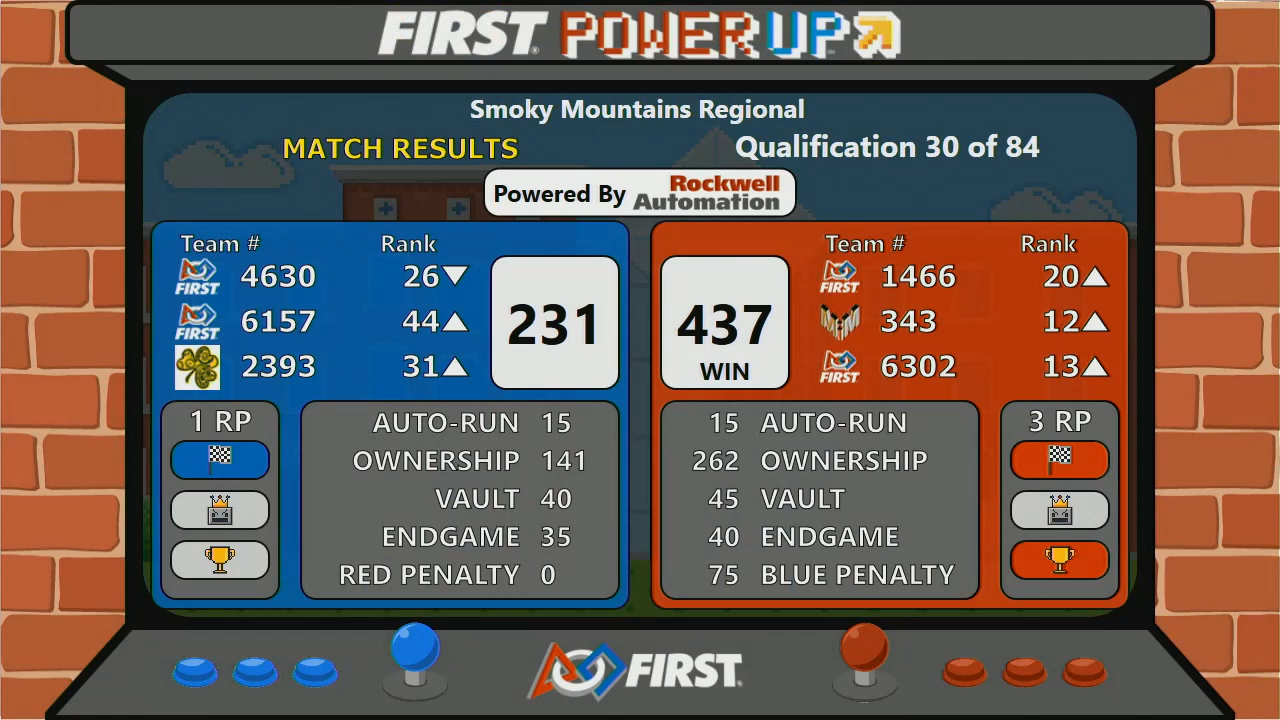 FIRST POWER UP
Smoky Mountains Regional
MATCH RESULTS
Qualification 30 of 84
Powered By Rockwell Automation
Team # Rank
FIRST 4630 26
FIRST 6157 44
2393 31
231
1 RP
AUTO-RUN 15
OWNERSHIP 141
VAULT 40
ENDGAME 35
RED PENALTY 0
437
WIN
Team # Rank
FIRST 1466 20
343 12
FIRST 6302 13
15 AUTO-RUN
262 OWNERSHIP
45 VAULT
40 ENDGAME
75 BLUE PENALTY
3 RP
FIRST